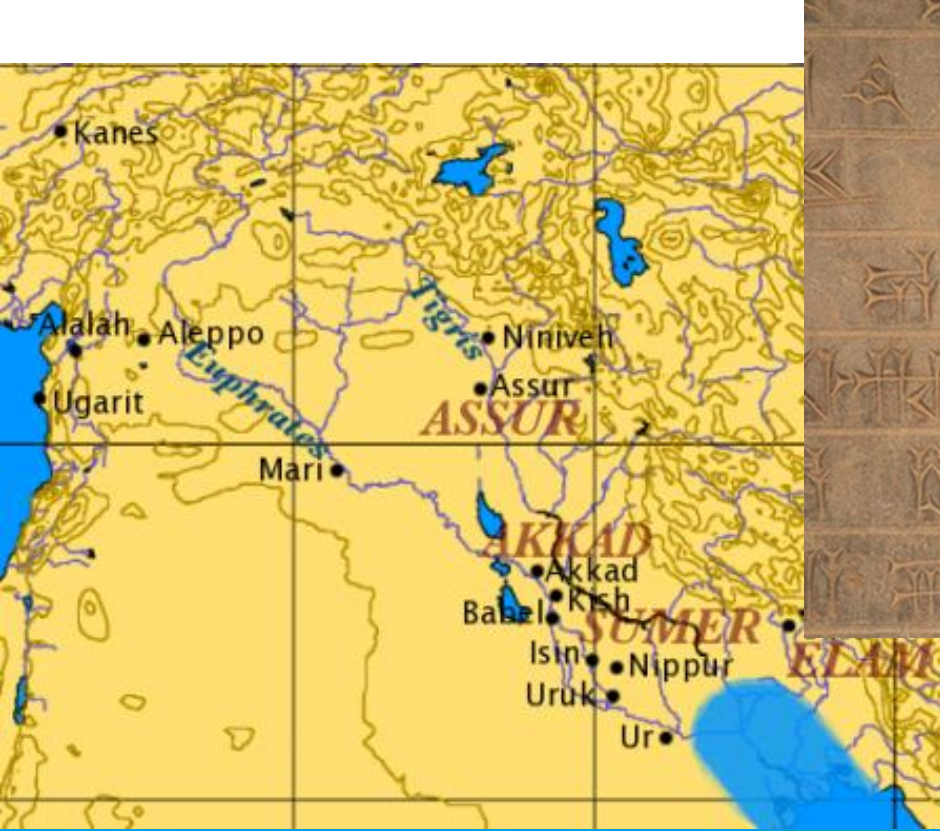 Kanes
Tigris
Niniveh
Alalah
Aleppo
Euphrates
Assur
Ugarit
ASSUR
Mari
AKKAD
Akkad
Kish
Babel
SUMER
Isin
Nippur
ELAM
Uruk
Ur